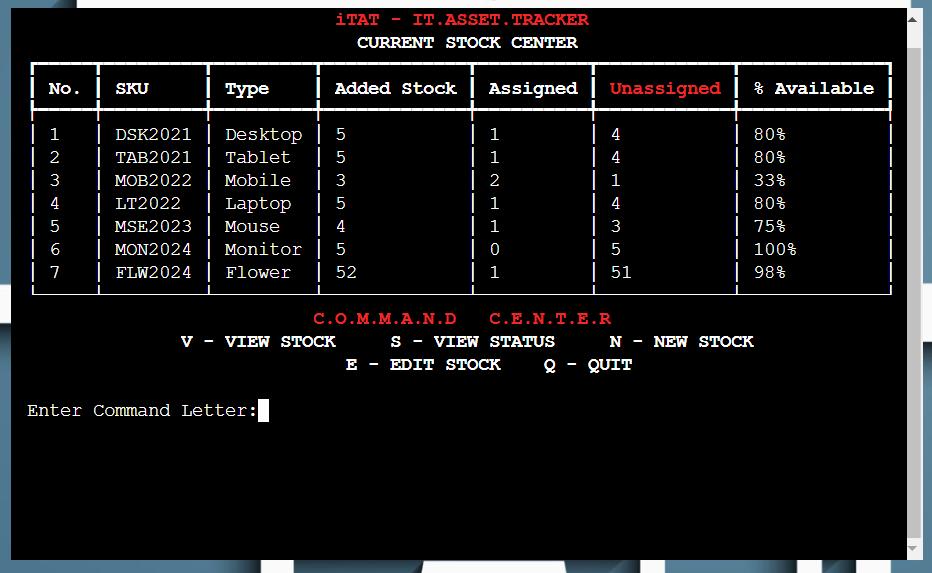 iTAT - IT.ASSET.TRACKER
CURRENT STOCK CENTER
No. SKU Type Added Stock Assigned Unassigned % Available
1 DSK2021 Desktop 5 1 4 80%
2 TAB2021 Tablet 5 1 4 80%
3 MOB2022 Mobile 3 2 1 33%
4 LT2022 Laptop 5 1 4 80%
5 MSE2023 Mouse 4 1 3 75%
6 MON2024 Monitor 5 0 5 100%
7 FLW2024 Flower 52 1 51 98%
C.O.M.M.A.N.D C.E.N.T.E.R
V - VIEW STOCK S - VIEW STATUS N - NEW STOCK
E - EDIT STOCK Q - QUIT
Enter Command Letter: